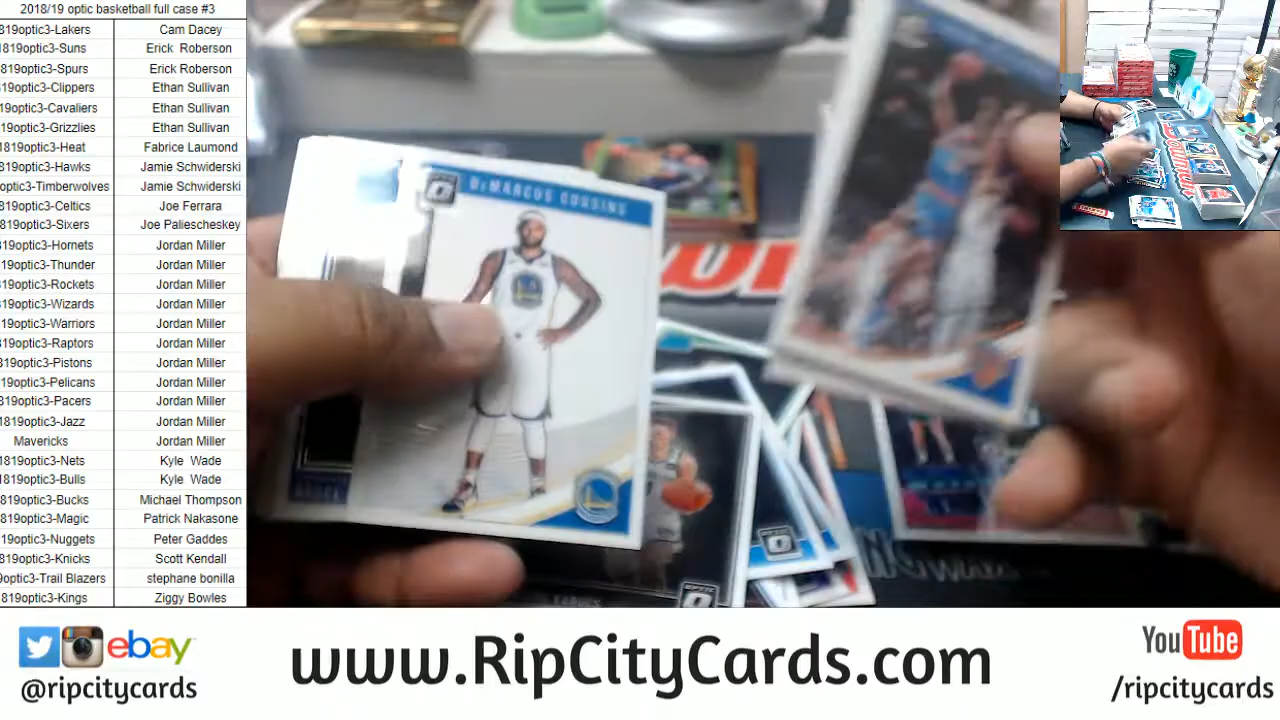 2018/19 optic basketball full case #3
819optic3-Lakers Cam Dacey
1819optic3-Suns Erick Roberson
819optic3-Spurs Erick Roberson
819optic3-Clippers Ethan Sullivan
819optic3-Cavaliers Ethan Sullivan
19optic3-Grizzlies Ethan Sullivan
1819optic3-Heat Fabrice Laumond
819optic3-Hawks Jamie Schwiderski
optic3-Timberwolves Jamie Schwiderski
819optic3-Celtics Joe Ferrara
819optic3-Sixers Joe Paliescheskey
19optic3-Hornets Jordan Miller
19optic3-Thunder Jordan Miller
19optic3-Rockets Jordan Miller
19optic3-Wizards Jordan Miller
19optic3-Warriors Jordan Miller
19optic3-Raptors Jordan Miller
819optic3-Pistons Jordan Miller
19optic3-Pelicans Jordan Miller
819optic3-Pacers Jordan Miller
1819optic3-Jazz Jordan Miller
Mavericks Jordan Miller
1819optic3-Nets Kyle Wade
1819optic3-Bulls Kyle Wade
819optic3-Bucks Michael Thompson
819optic3-Magic Patrick Nakasone
19optic3-Nuggets Peter Gaddes
819optic3-Knicks Scott Kendall
9optic3-Trail Blazers stephane bonilla
819optic3-Kings Ziggy Bowles
DeMARCUS COUSINS
OPTIC
ebay
@ripcitycards
www.RipCityCards.com
YouTube
/ripcitycards